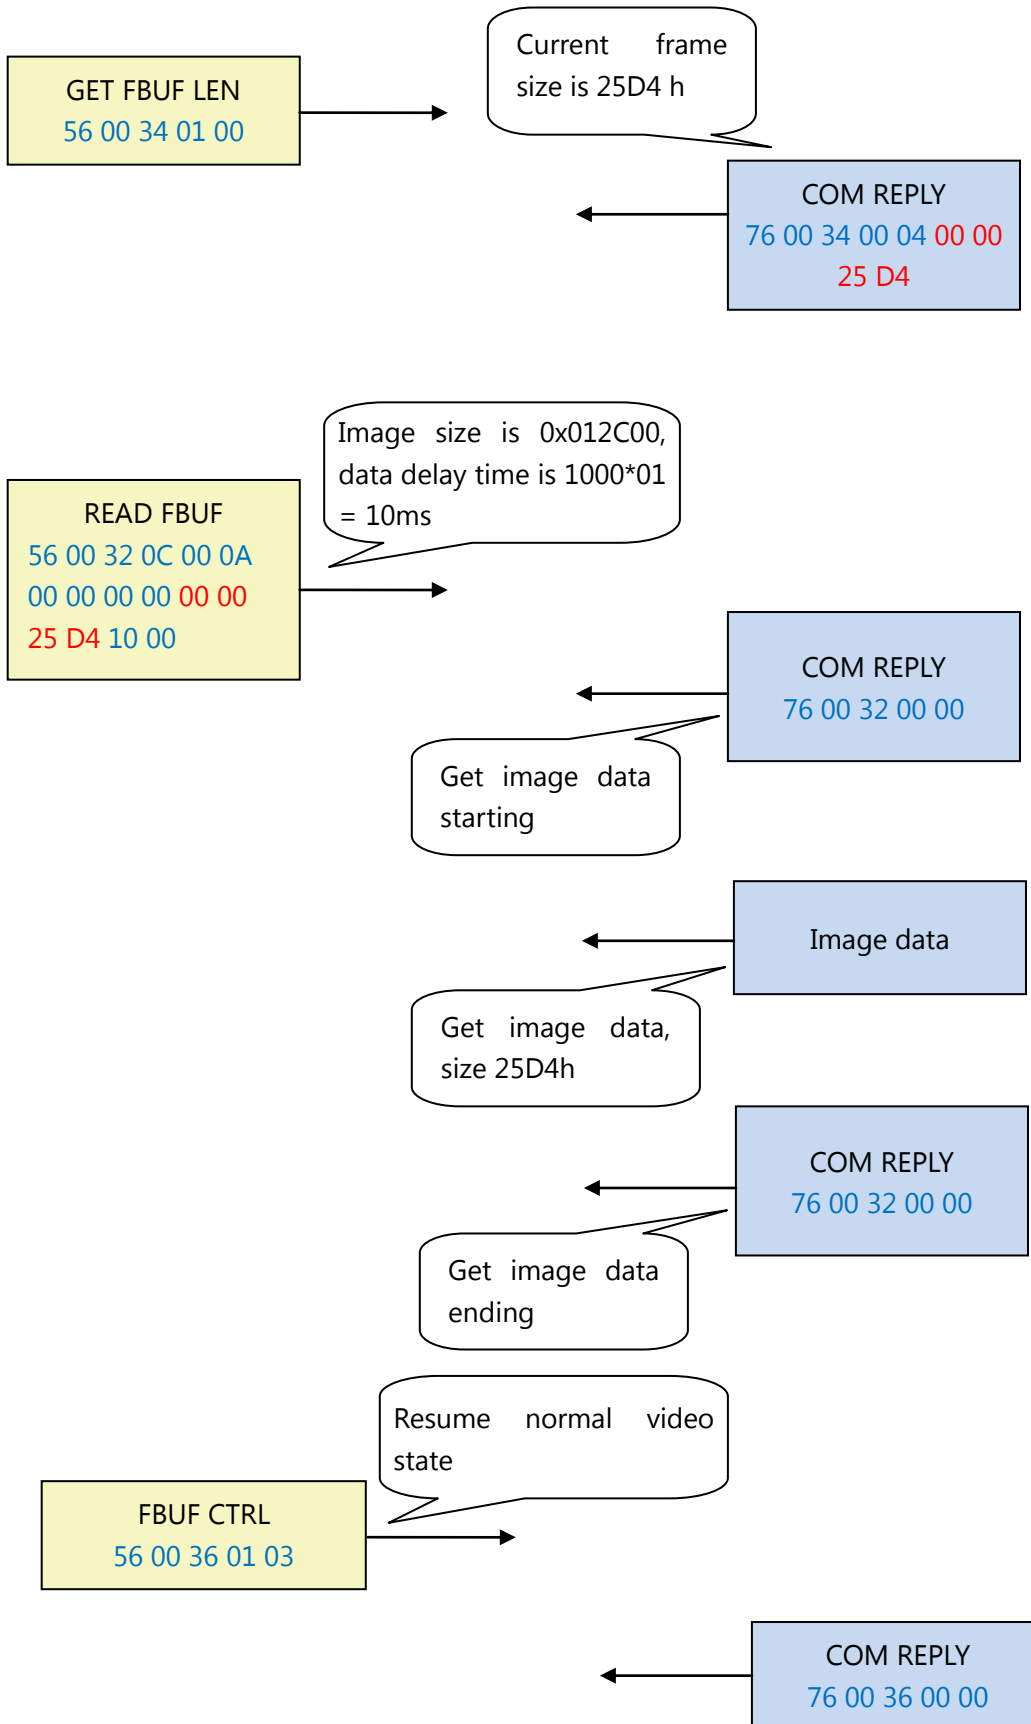 Current frame
size is 25D4 h
GET FBUF LEN
56 00 34 01 00
COM REPLY
76 00 34 00 04 00 00
25 D4
Image size is 0x012C00,
data delay time is 1000*01
= 10ms
READ FBUF
56 00 32 0C 00 0A
00 00 00 00 00 00
25 D4 10 00
COM REPLY
76 00 32 00 00
Get image data
starting
Image data
Get image data,
size 25D4h
COM REPLY
76 00 32 00 00
Get image data
ending
Resume normal video
state
FBUF CTRL
56 00 36 01 03
COM REPLY
76 00 36 00 00